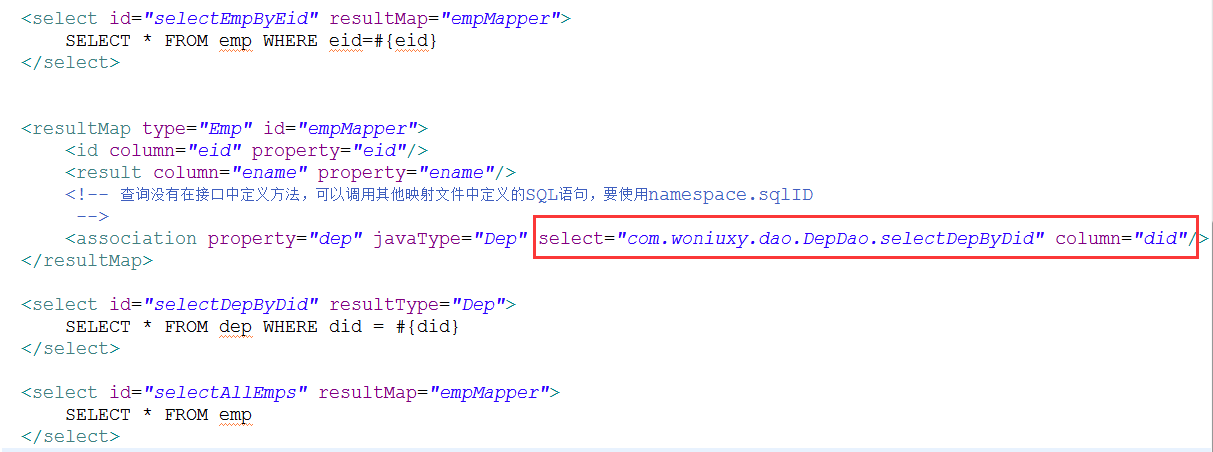 <select id="selectEmpByEid" resultMap="empMapper">
SELECT * FROM emp WHERE eid=#{eid}
</select>
<resultMap type="Emp" id="empMapper">
<id column="eid" property="eid"/>
<result column="ename" property="ename"/>
<!-- 查询没有在接口中定义方法，可以调用其他映射文件中定义的SQL语句，要使用namespace.sqlID
-->
<association property="dep" javaType="Dep" select="com.woniuxy.dao.DepDao.selectDepByDid" column="did"/>
</resultMap>
<select id="selectDepByDid" resultType="Dep">
SELECT * FROM dep WHERE did = #{did}
</select>
<select id="selectAllEmps" resultMap="empMapper">
SELECT * FROM emp
</select>